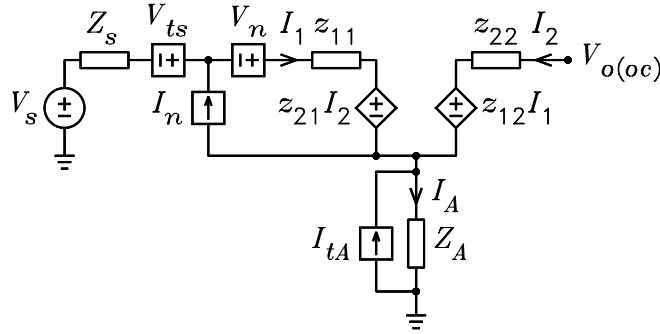 Z_s V_ts V_n I_1 z_11 z_22 I_2 V_o(oc)
V_s I_n z_21 I_2 z_12 I_1
I_A
I_tA Z_A